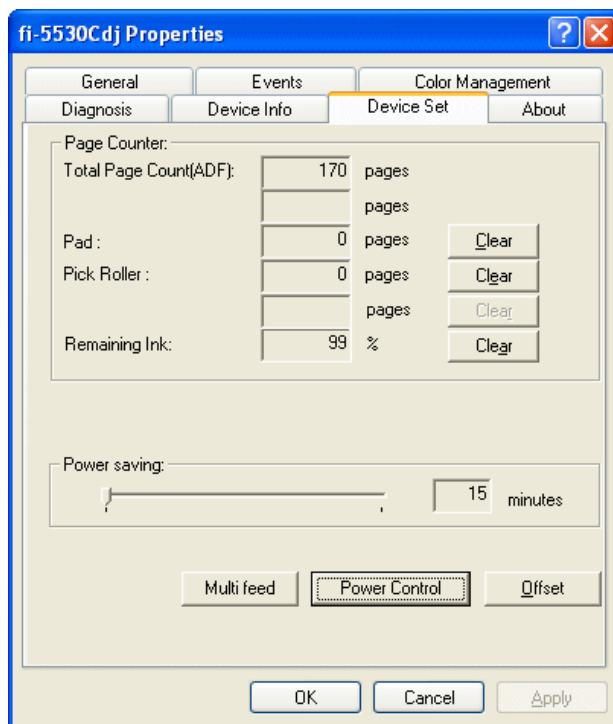 fi-5530Cdj Properties
General Events Color Management
Diagnosis Device Info Device Set About
Page Counter:
Total Page Count(ADF): 170 pages
pages
Pad : 0 pages Clear
Pick Roller : 0 pages Clear
pages Clear
Remaining Ink: 99 % Clear
Power saving:
15 minutes
Multi feed Power Control Offset
OK Cancel Apply